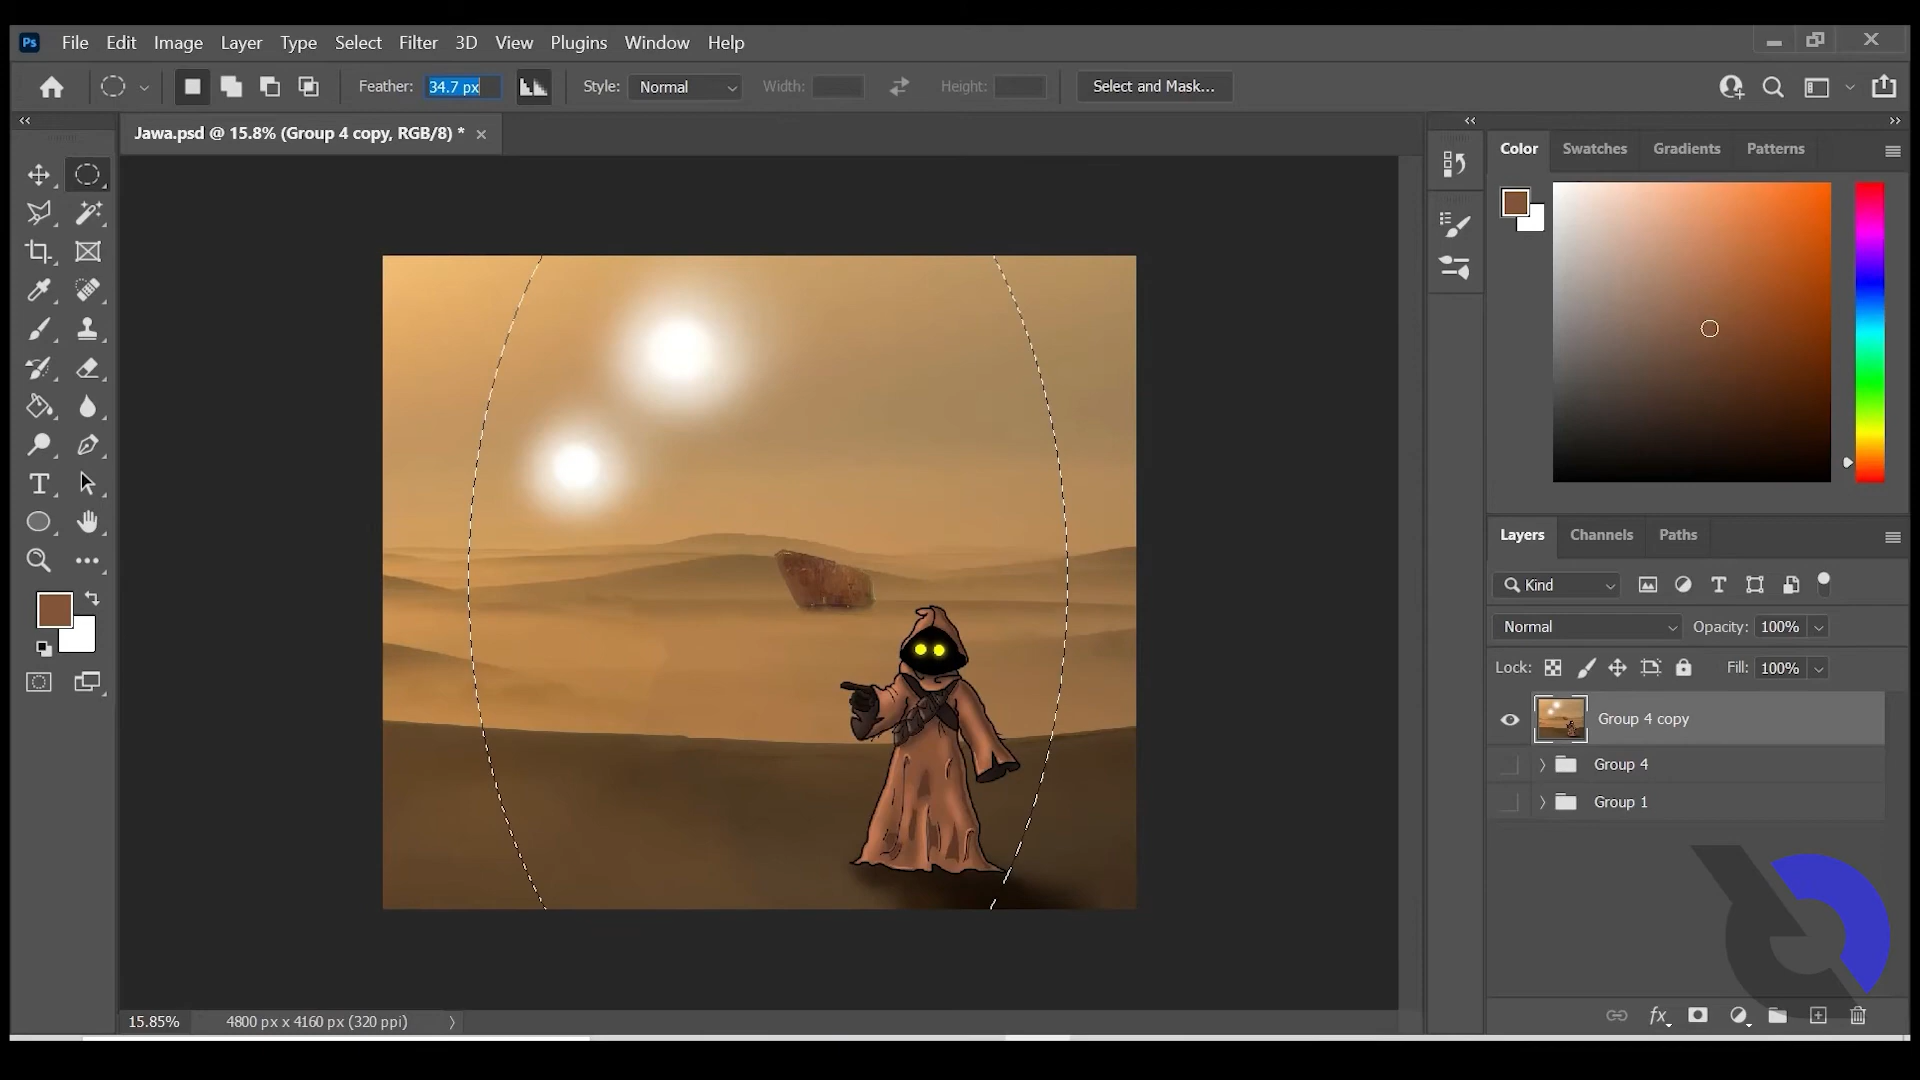 Ps File Edit Image Layer Type Select Filter 3D View Plugins Window Help
Feather: 34.7 px Style: Normal Width: Height: Select and Mask...
Jawa.psd @ 15.8% (Group 4 copy, RGB/8) *
Color Swatches Gradients Patterns
Layers Channels Paths
Kind
Normal Opacity: 100%
Lock: Fill: 100%
Group 4 copy
Group 4
Group 1
fx
15.85% 4800 px x 4160 px (320 ppi)